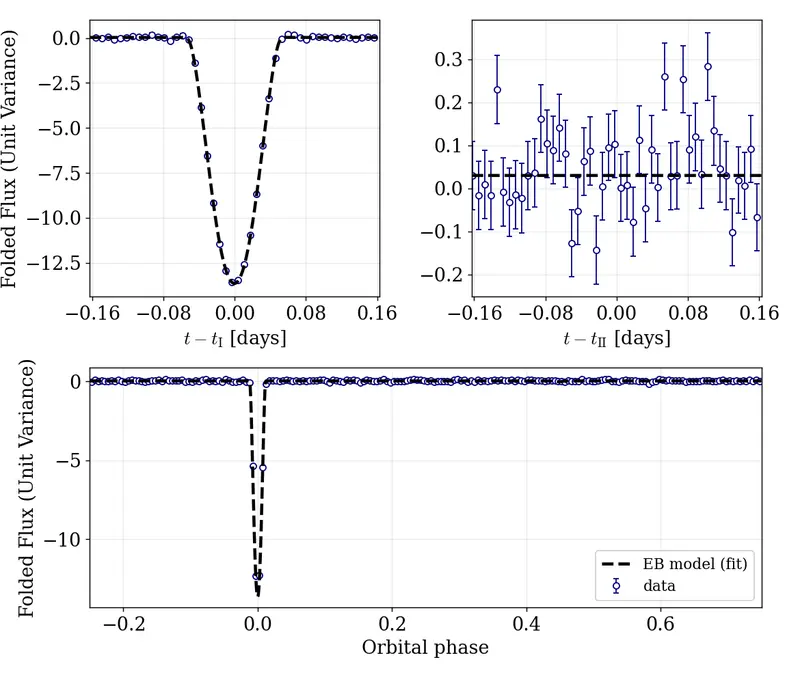 Folded Flux (Unit Variance)
0.0
−2.5
−5.0
−7.5
−10.0
−12.5
−0.16 −0.08 0.00 0.08 0.16
t − tI [days]
0.3
0.2
0.1
0.0
−0.1
−0.2
−0.16 −0.08 0.00 0.08 0.16
t − tII [days]
Folded Flux (Unit Variance)
0
−5
−10
EB model (fit)
data
−0.2 0.0 0.2 0.4 0.6
Orbital phase